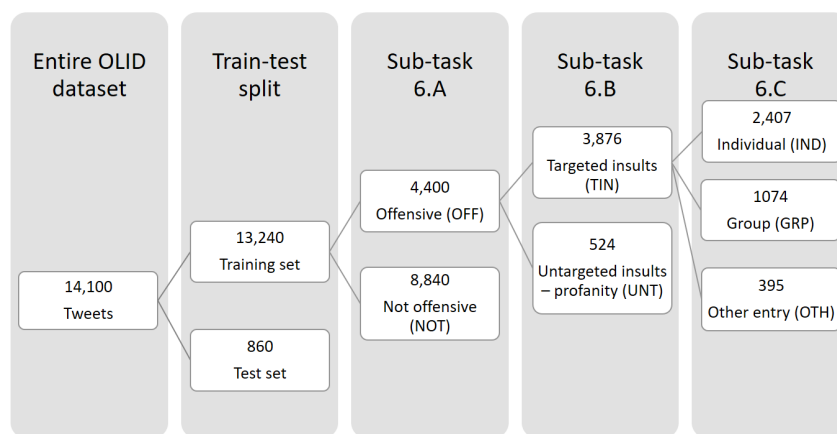 Entire OLID
dataset
14,100
Tweets
Train-test
split
13,240
Training set
860
Test set
Sub-task
6.A
4,400
Offensive (OFF)
8,840
Not offensive
(NOT)
Sub-task
6.B
3,876
Targeted insults
(TIN)
524
Untargeted insults
– profanity (UNT)
Sub-task
6.C
2,407
Individual (IND)
1074
Group (GRP)
395
Other entry (OTH)